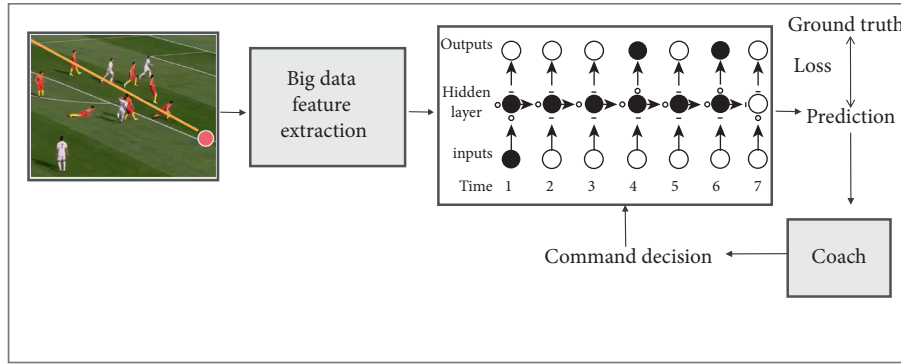 Big data
feature
extraction
Outputs
Hidden
layer
inputs
Time 1 2 3 4 5 6 7
Ground truth
Loss
Prediction
Coach
Command decision